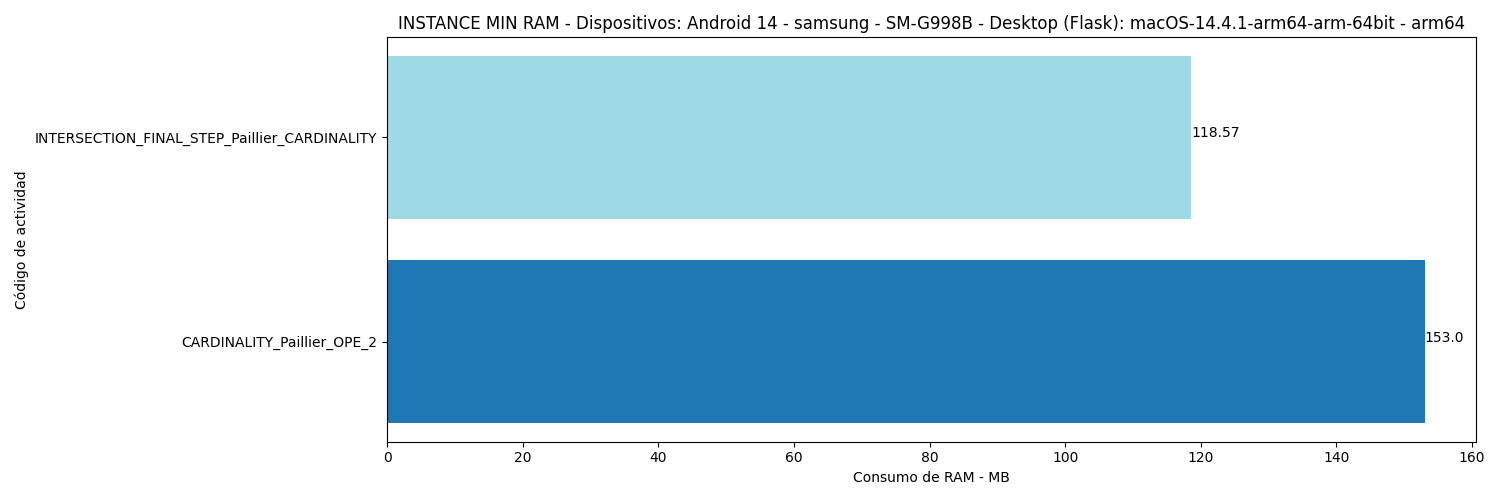 INSTANCE MIN RAM - Dispositivos: Android 14 - samsung - SM-G998B - Desktop (Flask): macOS-14.4.1-arm64-arm-64bit - arm64
Código de actividad
INTERSECTION_FINAL_STEP_Paillier_CARDINALITY
118.57
CARDINALITY_Paillier_OPE_2
153.0
0 20 40 60 80 100 120 140 160
Consumo de RAM - MB